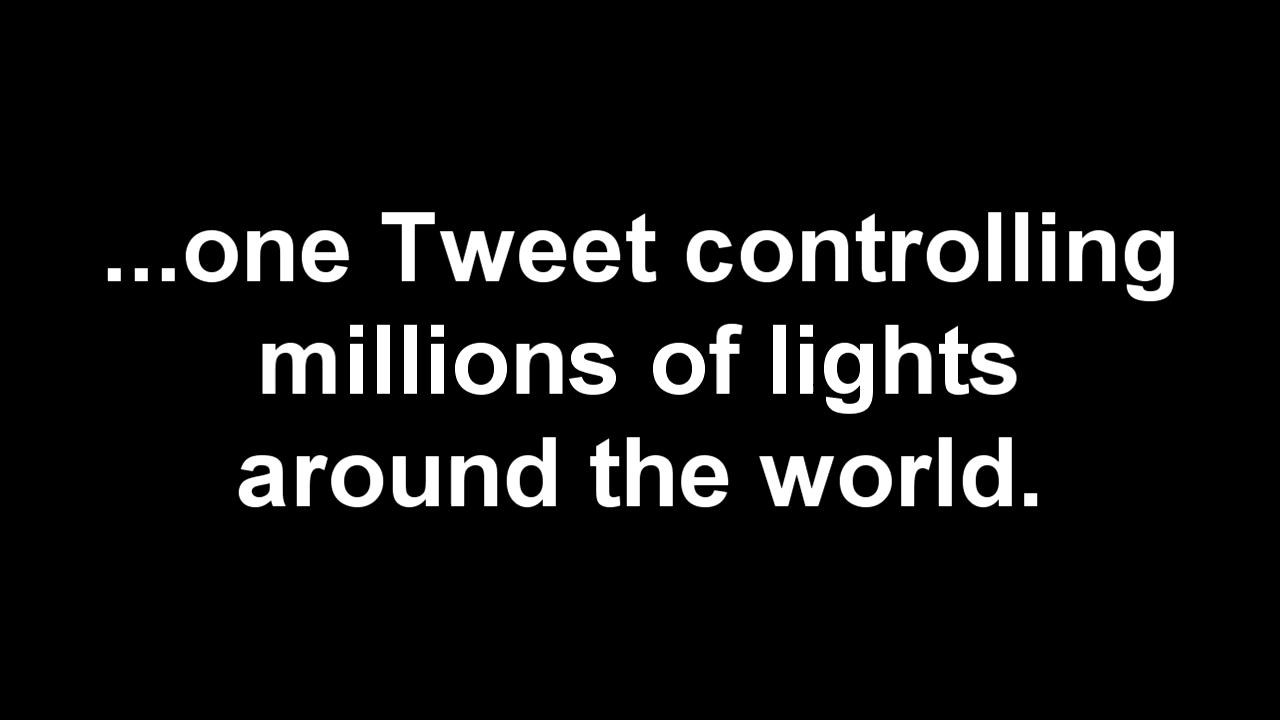 ...one Tweet controlling
millions of lights
around the world.